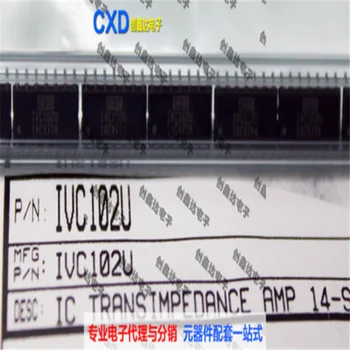 CXD
创鑫达电子
P/N: IVC102U
MFG P/N: IVC102U
DESC: IC TRANSIMPEDANCE AMP 14-S
专业电子代理与分销 元器件配套一站式